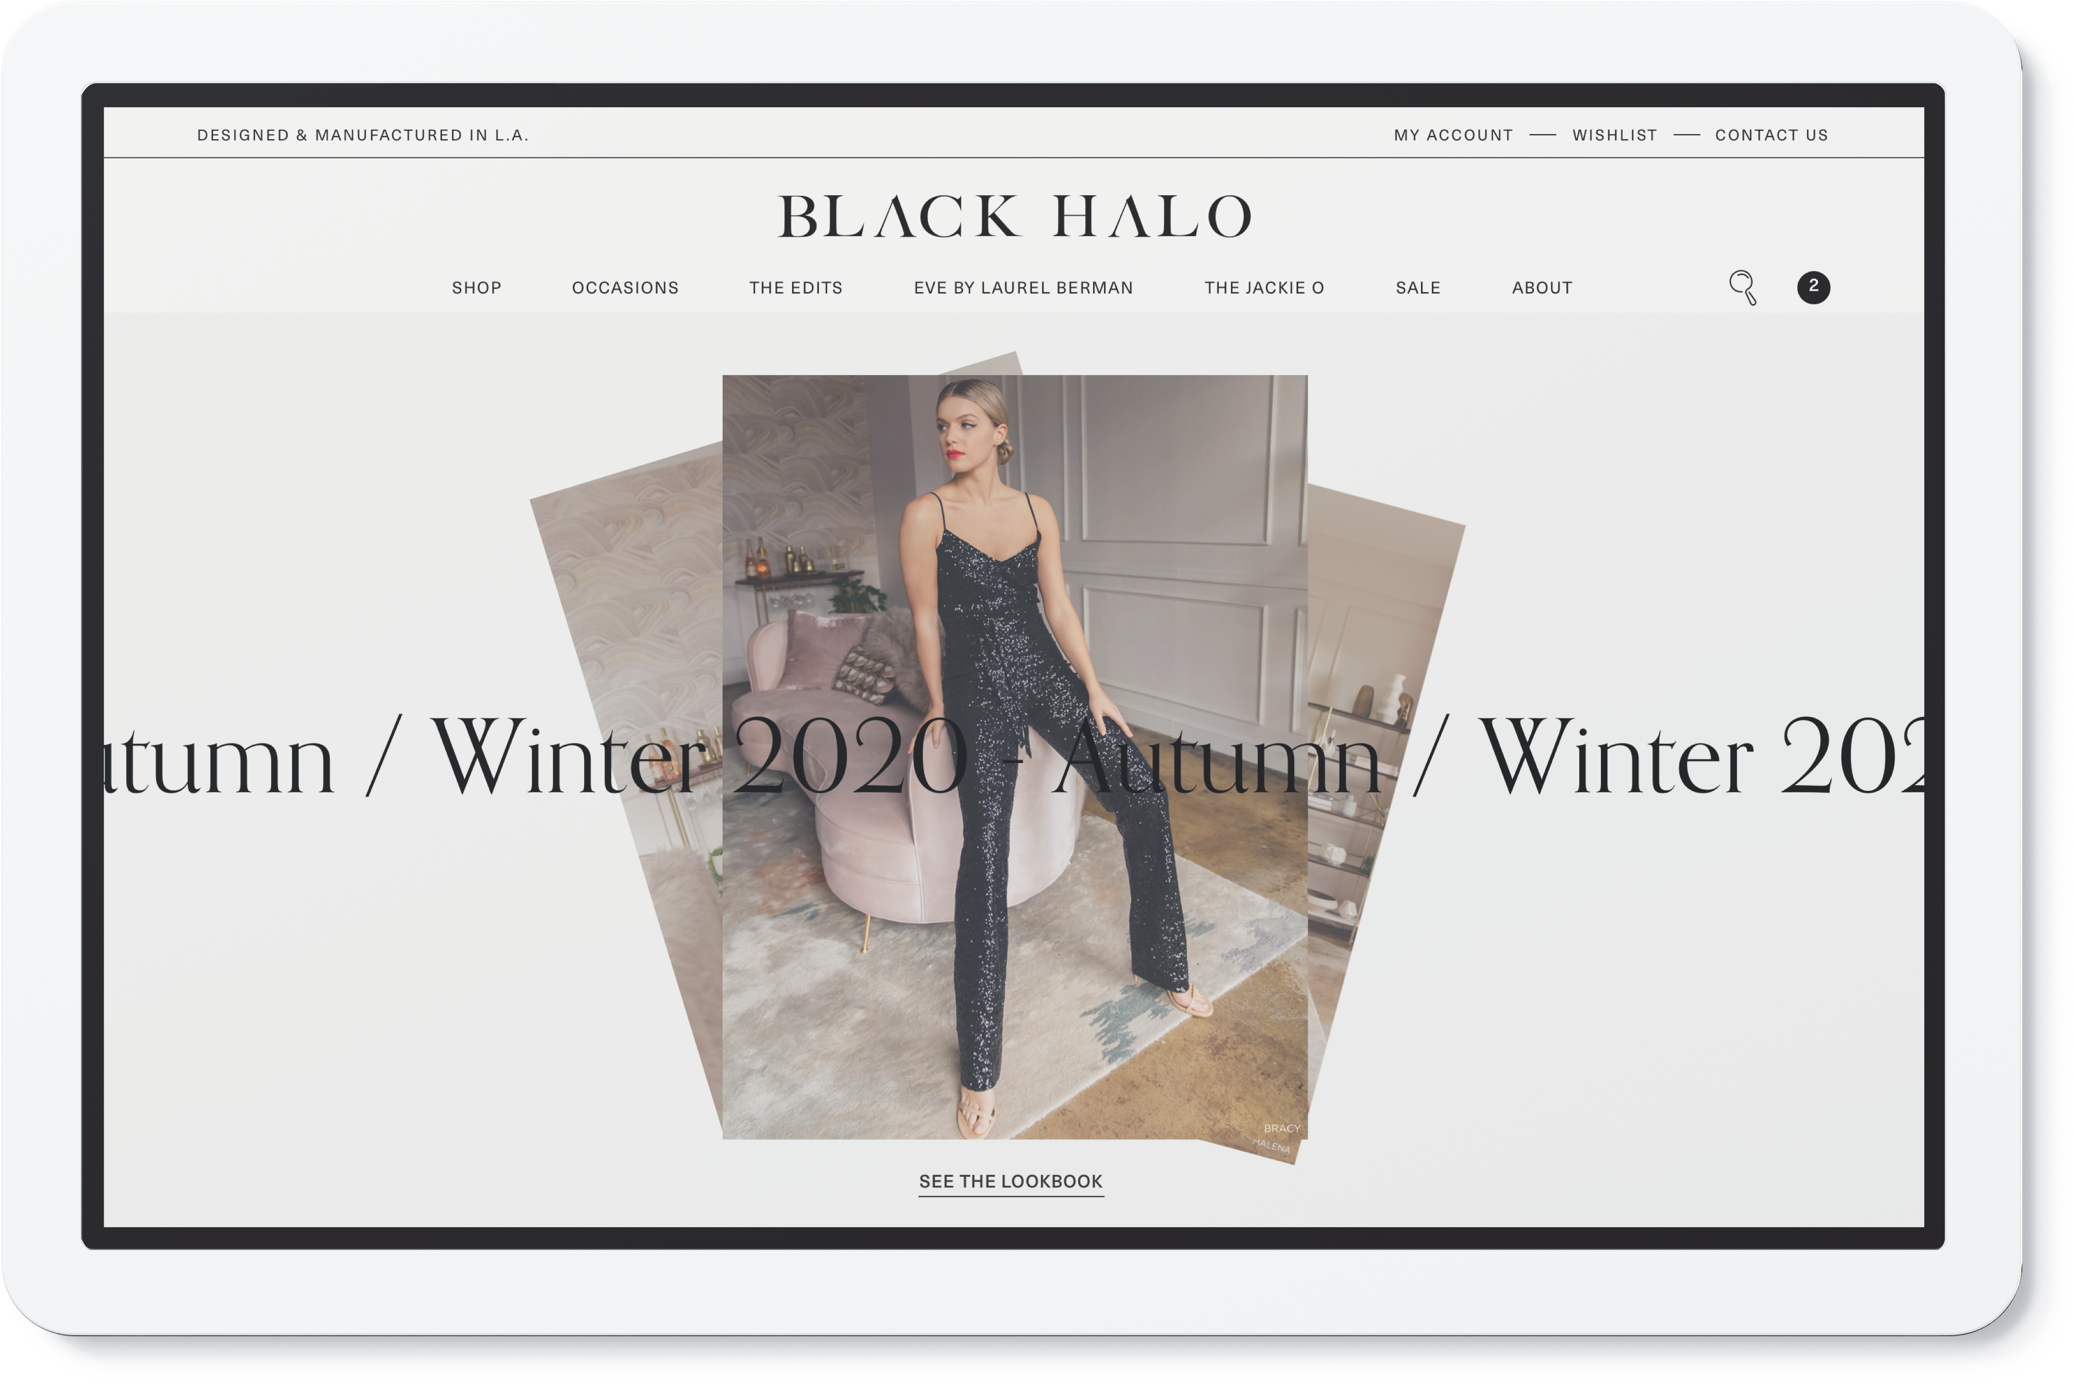 DESIGNED & MANUFACTURED IN L.A.
MY ACCOUNT — WISHLIST — CONTACT US
BLACK HALO
SHOP OCCASIONS THE EDITS EVE BY LAUREL BERMAN THE JACKIE O SALE ABOUT 2
utumn / Winter 2020 - Autumn / Winter 202
BRACY
MALENA
SEE THE LOOKBOOK